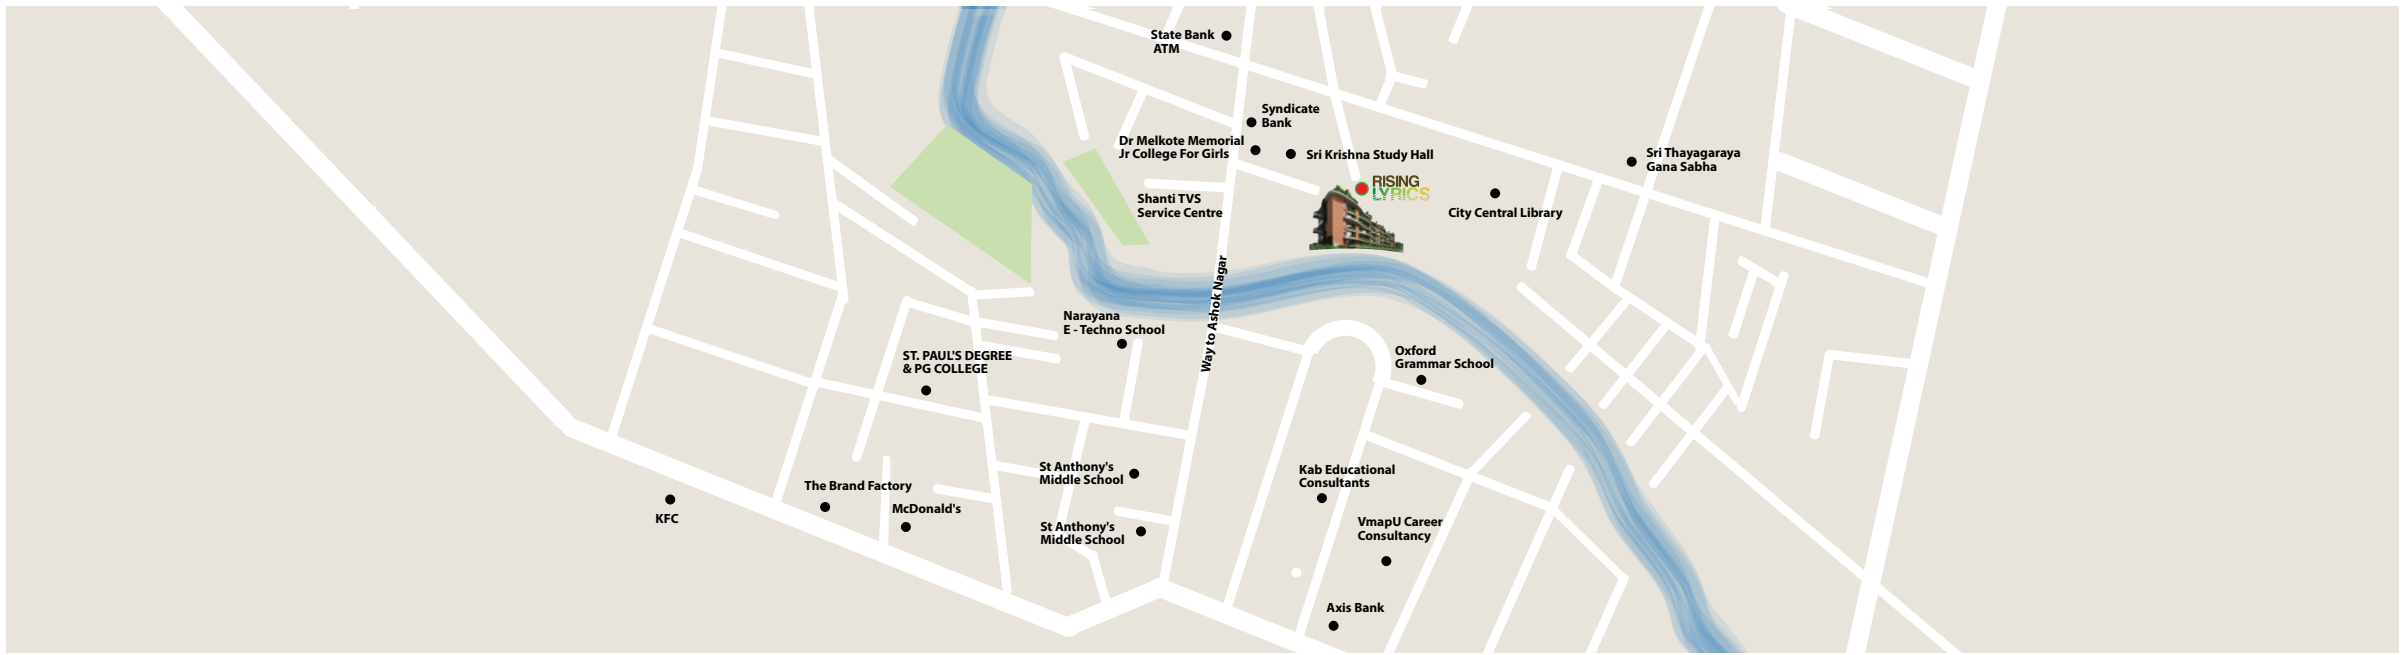 State Bank
ATM
Syndicate
Bank
Dr Melkote Memorial
Jr College For Girls
Sri Krishna Study Hall
Sri Thayagaraya
Gana Sabha
RISING
LYRICS
Shanti TVS
Service Centre
City Central Library
Way to Ashok Nagar
Narayana
E - Techno School
ST. PAUL'S DEGREE
& PG COLLEGE
Oxford
Grammar School
St Anthony's
Middle School
Kab Educational
Consultants
The Brand Factory
McDonald's
KFC
St Anthony's
Middle School
VmapU Career
Consultancy
Axis Bank